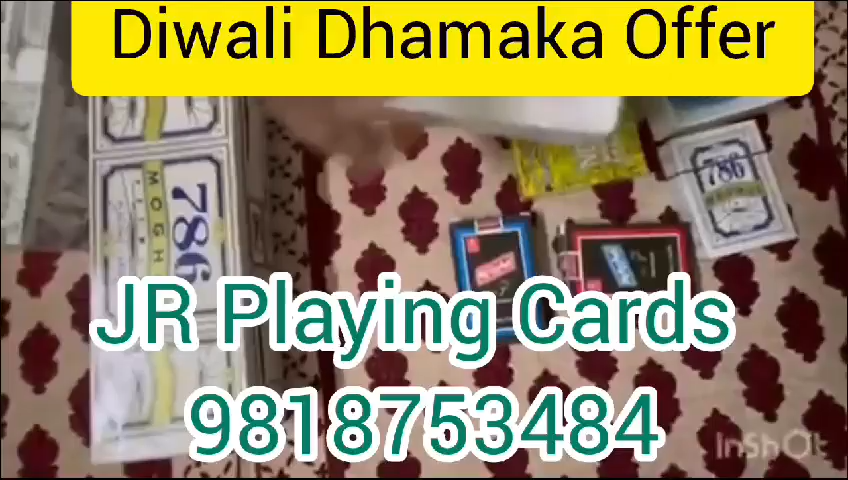 Diwali Dhamaka Offer
786
MOGH
786
JR Playing Cards
9818753484
InShOt